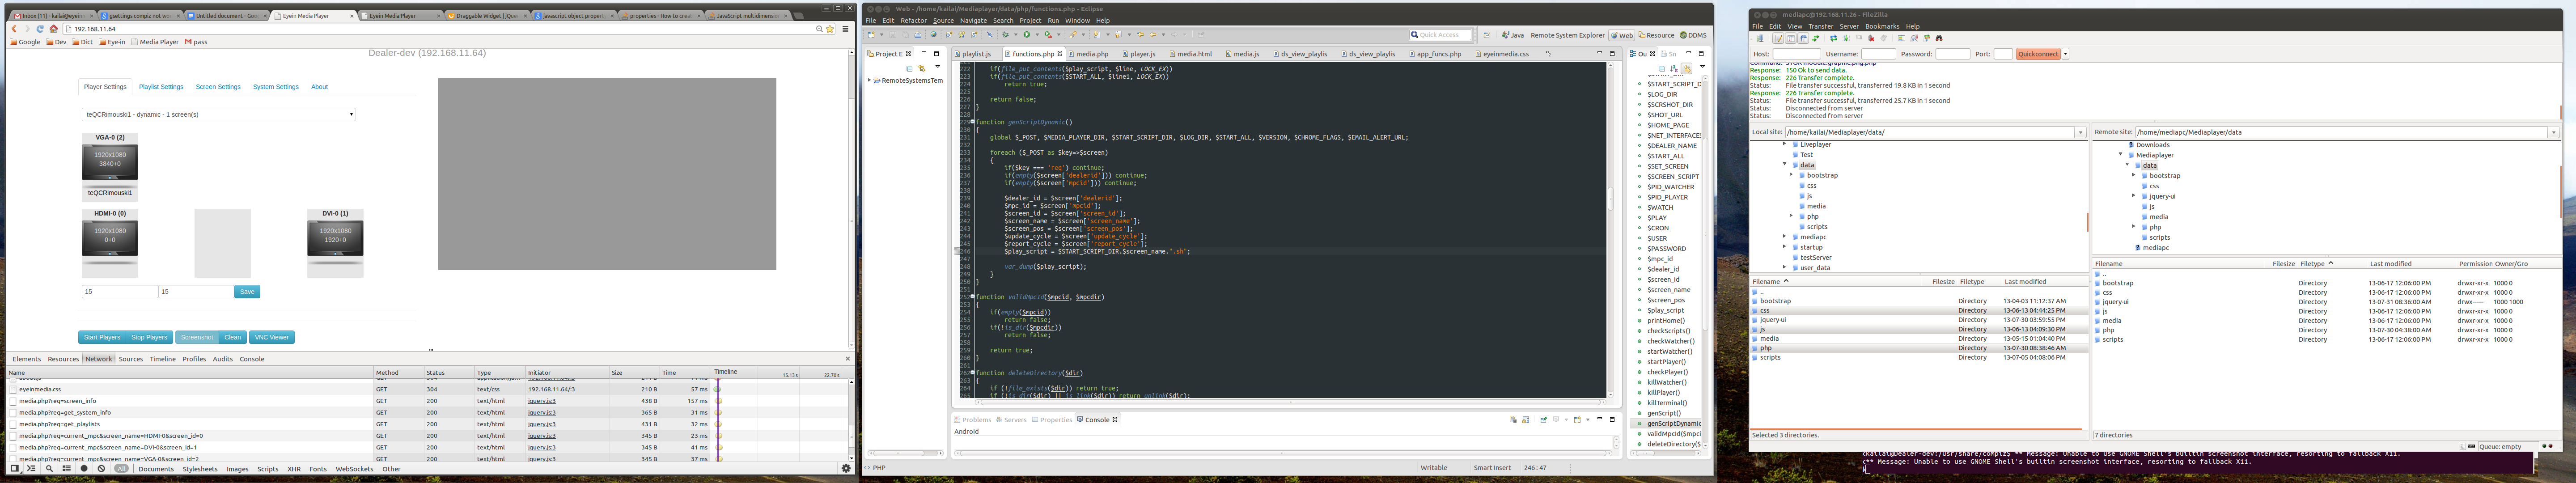 Inbox (11) - kailai@eyein
gsettings compiz not wo
Untitled document - Goo
Eyein Media Player
Eyein Media Player
Draggable Widget | jQue
javascript object propert
properties - How to crea
JavaScript multidimensio
192.168.11.64
Google
Dev
Dict
Eye-in
Media Player
pass
Dealer-dev (192.168.11.64)
Player Settings
Playlist Settings
Screen Settings
System Settings
About
teQCRimouski1 - dynamic - 1 screen(s)
VGA-0 (2)
1920x1080
3840+0
teQCRimouski1
HDMI-0 (0)
1920x1080
0+0
DVI-0 (1)
1920x1080
1920+0
15
15
Save
Start Players
Stop Players
Screenshot
Clean
VNC Viewer
Elements Resources Network Sources Timeline Profiles Audits Console
Name Method Status Type Initiator Size Time Timeline 15.13s 22.70s
eyeinmedia.css GET 304 text/css 192.168.11.64/:3 210 B 57 ms
media.php?req=screen_info GET 200 text/html jquery.js:3 438 B 157 ms
media.php?req=get_system_info GET 200 text/html jquery.js:3 365 B 31 ms
media.php?req=get_playlists GET 200 text/html jquery.js:3 431 B 32 ms
media.php?req=current_mpc&screen_name=HDMI-0&screen_id=0 GET 200 text/html jquery.js:3 345 B 23 ms
media.php?req=current_mpc&screen_name=DVI-0&screen_id=1 GET 200 text/html jquery.js:3 345 B 41 ms
media.php?req=current_mpc&screen_name=VGA-0&screen_id=2 GET 200 text/html jquery.js:3 345 B 37 ms
All Documents Stylesheets Images Scripts XHR Fonts WebSockets Other
Web - /home/kailai/Mediaplayer/data/php/functions.php - Eclipse
File Edit Refactor Source Navigate Search Project Run Window Help
Quick Access
Java
Remote System Explorer
Web
Resource
DDMS
Project E
RemoteSystemsTem
playlist.js
functions.php
media.php
player.js
media.html
media.js
ds_view_playlis
ds_view_playlis
app_funcs.php
eyeinmedia.css
222 if(file_put_contents($play_script, $line, LOCK_EX))
223 if(file_put_contents($START_ALL, $line1, LOCK_EX))
224 return true;
225
226 return false;
227 }
228
229 function genScriptDynamic()
230 {
231 global $_POST, $MEDIA_PLAYER_DIR, $START_SCRIPT_DIR, $LOG_DIR, $START_ALL, $VERSION, $CHROME_FLAGS, $EMAIL_ALERT_URL;
232
233 foreach ($_POST as $key=>$screen)
234 {
235 if($key === 'req') continue;
236 if(empty($screen['dealerid'])) continue;
237 if(empty($screen['mpcid'])) continue;
238
239 $dealer_id = $screen['dealerid'];
240 $mpc_id = $screen['mpcid'];
241 $screen_id = $screen['screen_id'];
242 $screen_name = $screen['screen_name'];
243 $screen_pos = $screen['screen_pos'];
244 $update_cycle = $screen['update_cycle'];
245 $report_cycle = $screen['report_cycle'];
246 $play_script = $START_SCRIPT_DIR.$screen_name.".sh";
247
248 var_dump($play_script);
249 }
250 }
251
252 function validMpcId($mpcid, $mpcdir)
253 {
254 if(empty($mpcid))
255 return false;
256 if(!is_dir($mpcdir))
257 return false;
258
259 return true;
260 }
261
262 function deleteDirectory($dir)
263 {
264 if (!file_exists($dir)) return true;
265 if (!is_dir($dir) || is_link($dir)) return unlink($dir);
Problems
Servers
Properties
Console
Android
PHP
Writable
Smart Insert
246 : 47
Ou
Sn
$START_SCRIPT_D
$LOG_DIR
$SCRSHOT_DIR
$SHOT_URL
$HOME_PAGE
$NET_INTERFACES
$DEALER_NAME
$START_ALL
$SET_SCREEN
$SCREEN_SCRIPT
$PID_WATCHER
$PID_PLAYER
$WATCH
$PLAY
$CRON
$USER
$PASSWORD
$mpc_id
$dealer_id
$screen_id
$screen_name
$screen_pos
$play_script
printHome()
checkScripts()
checkWatcher()
startWatcher()
startPlayer()
checkPlayer()
killWatcher()
killPlayer()
killTerminal()
genScript()
genScriptDynamic
validMpcId($mpci
deleteDirectory($
mediapc@192.168.11.26 - FileZilla
File Edit View Transfer Server Bookmarks Help
Host: Username: Password: Port: Quickconnect
Response: 150 Ok to send data.
Response: 226 Transfer complete.
Status: File transfer successful, transferred 19.8 KB in 1 second
Response: 226 Transfer complete.
Status: File transfer successful, transferred 25.7 KB in 1 second
Status: Disconnected from server
Status: Disconnected from server
Local site: /home/kailai/Mediaplayer/data/
Liveplayer
Test
data
bootstrap
css
js
media
php
scripts
mediapc
startup
testServer
user_data
Filename Filesize Filetype Last modified
..
bootstrap Directory 13-04-03 11:12:37 AM
css Directory 13-06-13 04:44:25 PM
jquery-ui Directory 13-07-30 03:59:55 PM
js Directory 13-06-13 04:09:30 PM
media Directory 13-05-15 01:04:40 PM
php Directory 13-07-30 08:38:46 AM
scripts Directory 13-07-05 04:08:06 PM
Selected 3 directories.
Remote site: /home/mediapc/Mediaplayer/data
Downloads
Mediaplayer
data
bootstrap
css
jquery-ui
js
media
php
scripts
mediapc
Filename Filesize Filetype Last modified Permission Owner/Gro
..
bootstrap Directory 13-06-17 12:06:00 PM drwxr-xr-x 1000 0
css Directory 13-06-17 12:06:00 PM drwxr-xr-x 1000 0
jquery-ui Directory 13-07-31 08:36:00 AM drwx------ 1000 1000
js Directory 13-06-17 12:06:00 PM drwxr-xr-x 1000 0
media Directory 13-06-17 12:06:00 PM drwxr-xr-x 1000 0
php Directory 13-07-30 04:38:00 AM drwxr-xr-x 1000 0
scripts Directory 13-06-17 12:06:00 PM drwxr-xr-x 1000 0
7 directories
Queue: empty
ckailai@Dealer-dev:/usr/share/compiz$ ** Message: Unable to use GNOME Shell's builtin screenshot interface, resorting to fallback X11.
c** Message: Unable to use GNOME Shell's builtin screenshot interface, resorting to fallback X11.